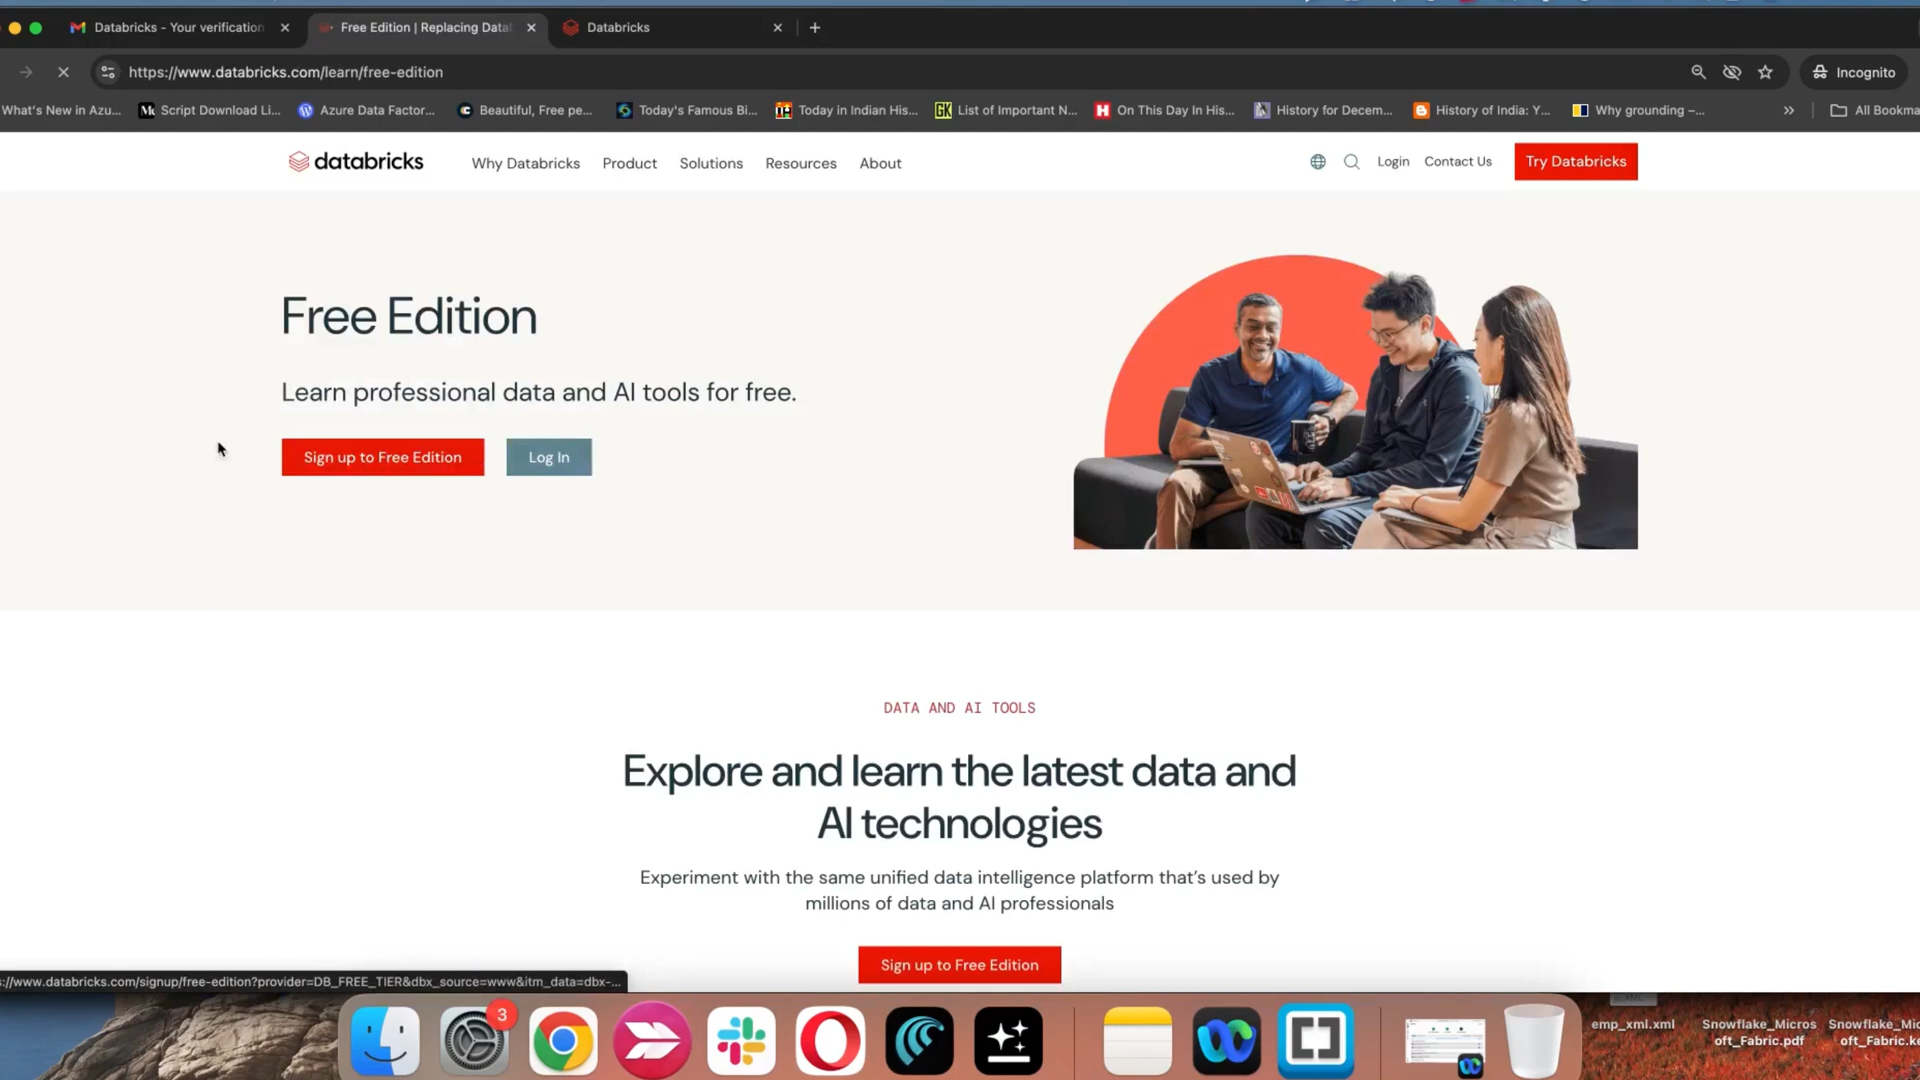 Databricks - Your verification
Free Edition | Replacing Datab
Databricks
https://www.databricks.com/learn/free-edition
Incognito
What's New in Azu...
Script Download Li...
Azure Data Factor...
Beautiful, Free pe...
Today's Famous Bi...
Today in Indian His...
List of Important N...
On This Day In His...
History for Decem...
History of India: Y...
Why grounding –...
All Bookma
databricks
Why Databricks
Product
Solutions
Resources
About
Login
Contact Us
Try Databricks
Free Edition
Learn professional data and AI tools for free.
Sign up to Free Edition
Log In
DATA AND AI TOOLS
Explore and learn the latest data and
AI technologies
Experiment with the same unified data intelligence platform that's used by
millions of data and AI professionals
Sign up to Free Edition
://www.databricks.com/signup/free-edition?provider=DB_FREE_TIER&dbx_source=www&itm_data=dbx-...
3
emp_xml.xml
Snowflake_Micros
oft_Fabric.pdf
Snowflake_Mic
oft_Fabric.ke